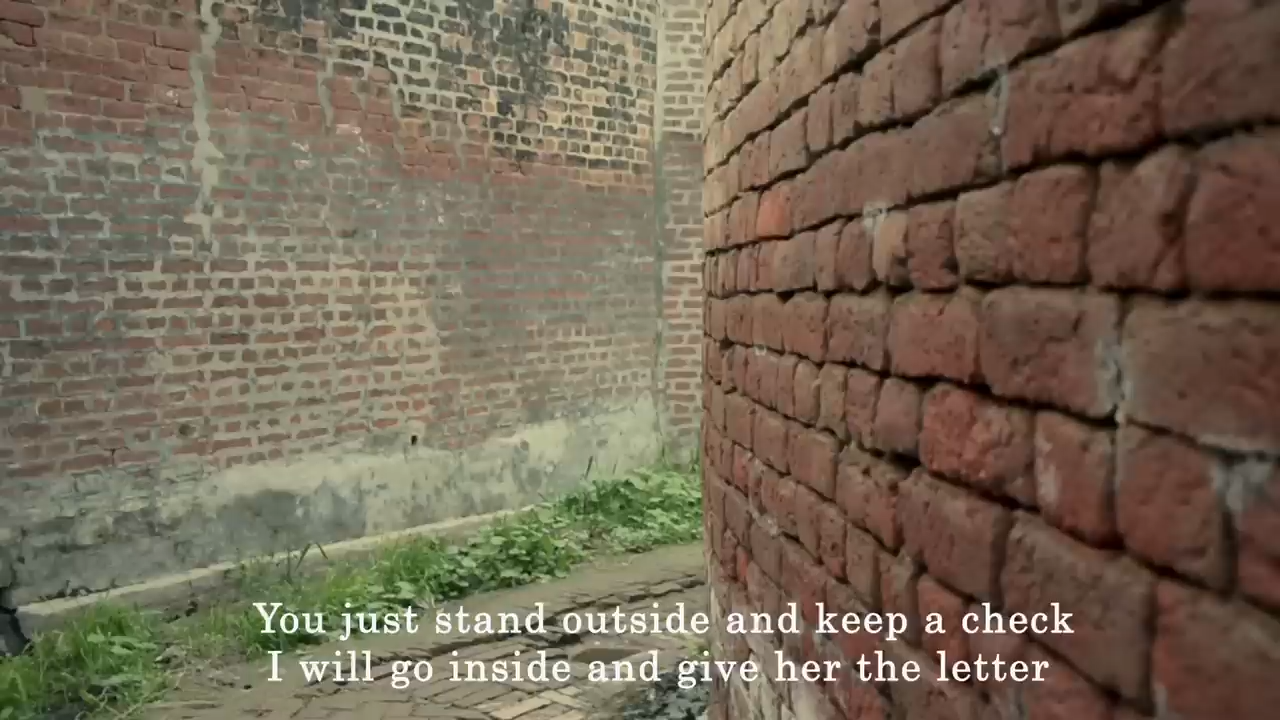 You just stand outside and keep a check
I will go inside and give her the letter